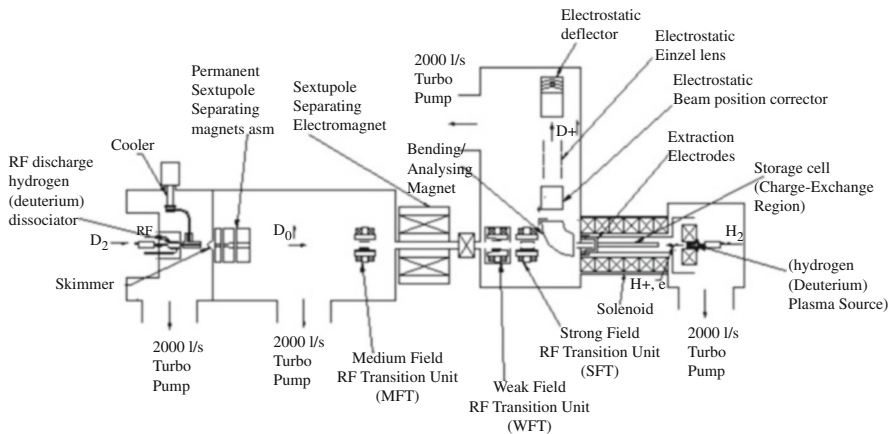 Electrostatic
deflector
Electrostatic
Einzel lens
Electrostatic
Beam position corrector
Extraction
Electrodes
Storage cell
(Charge-Exchange
Region)
2000 l/s
Turbo
Pump
Permanent
Sextupole
Separating
magnets asm
Sextupole
Separating
Electromagnet
Bending/
Analysing
Magnet
D+
Cooler
RF discharge
hydrogen
(deuterium)
dissociator
RF
D2
D0
H2
Skimmer
H+, e
Solenoid
(hydrogen
(Deuterium)
Plasma Source)
2000 l/s
Turbo
Pump
2000 l/s
Turbo
Pump
Medium Field
RF Transition Unit
(MFT)
Weak Field
RF Transition Unit
(WFT)
Strong Field
RF Transition Unit
(SFT)
2000 l/s
Turbo
Pump